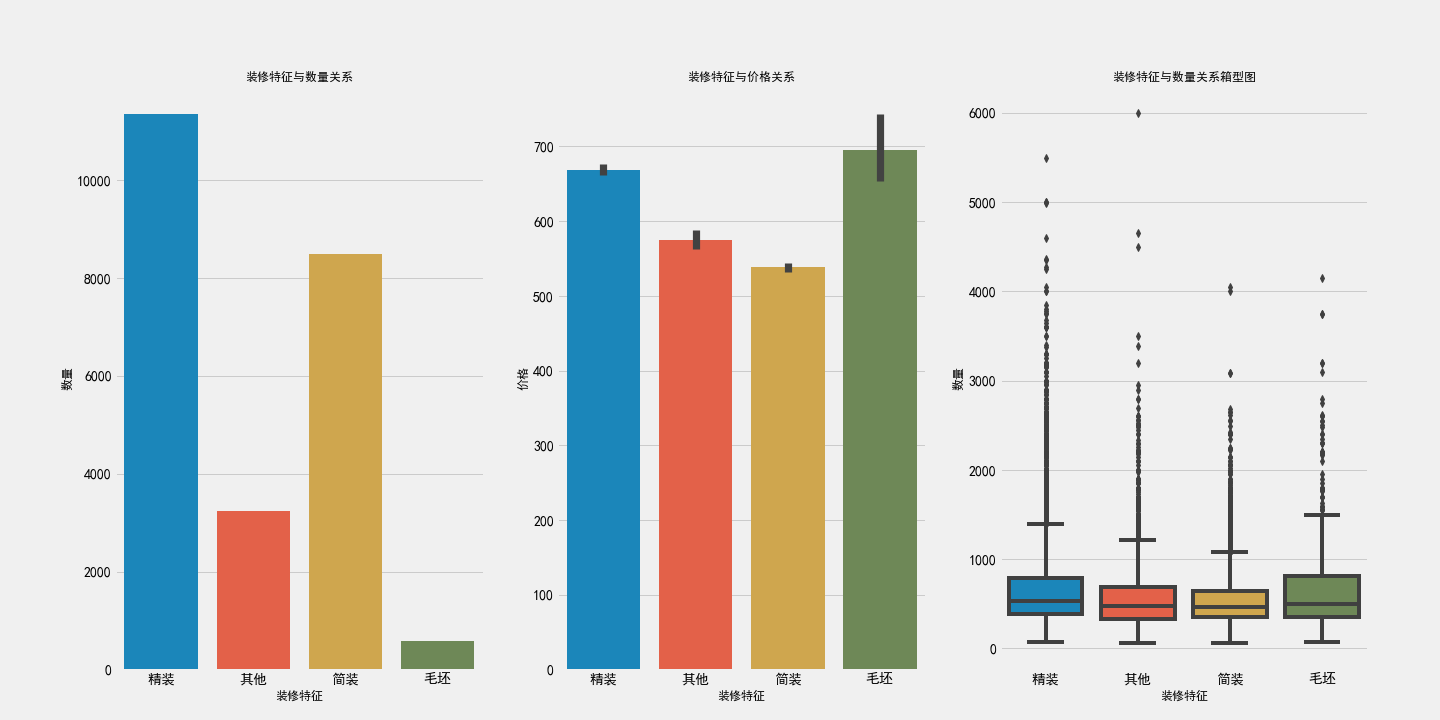 装修特征与数量关系
10000
8000
6000
4000
2000
0
数量
精装 其他 简装 毛坯
装修特征
装修特征与价格关系
700
600
500
400
300
200
100
0
价格
精装 其他 简装 毛坯
装修特征
装修特征与数量关系箱型图
6000
5000
4000
3000
2000
1000
0
数量
精装 其他 简装 毛坯
装修特征